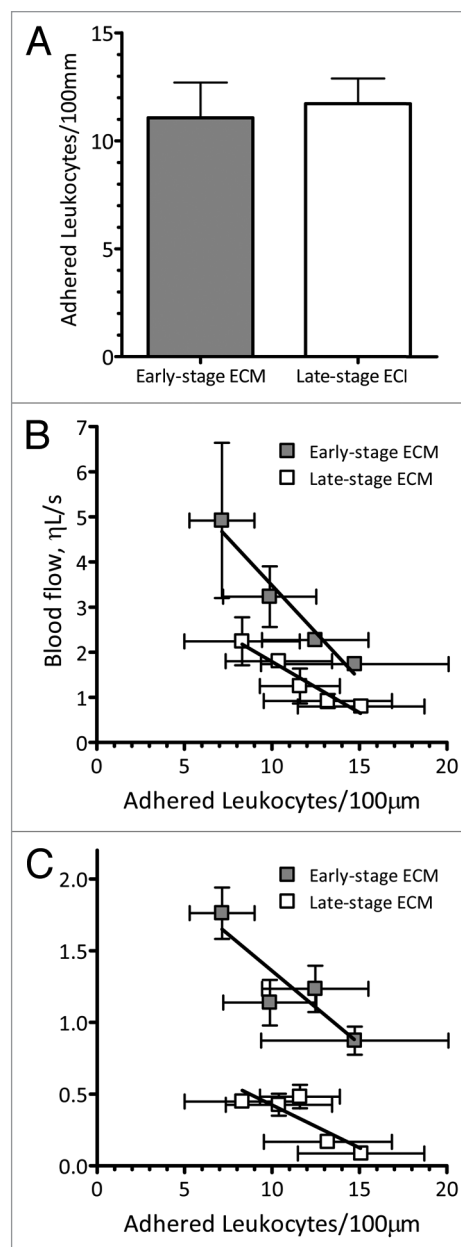 A
Adhered Leukocytes/100mm
15
10
5
0
Early-stage ECM
Late-stage ECI
B
Blood flow, ηL/s
7
6
5
4
3
2
1
0
Early-stage ECM
Late-stage ECM
0
5
10
15
20
Adhered Leukocytes/100μm
C
2.0
1.5
1.0
0.5
0.0
Early-stage ECM
Late-stage ECM
0
5
10
15
20
Adhered Leukocytes/100μm